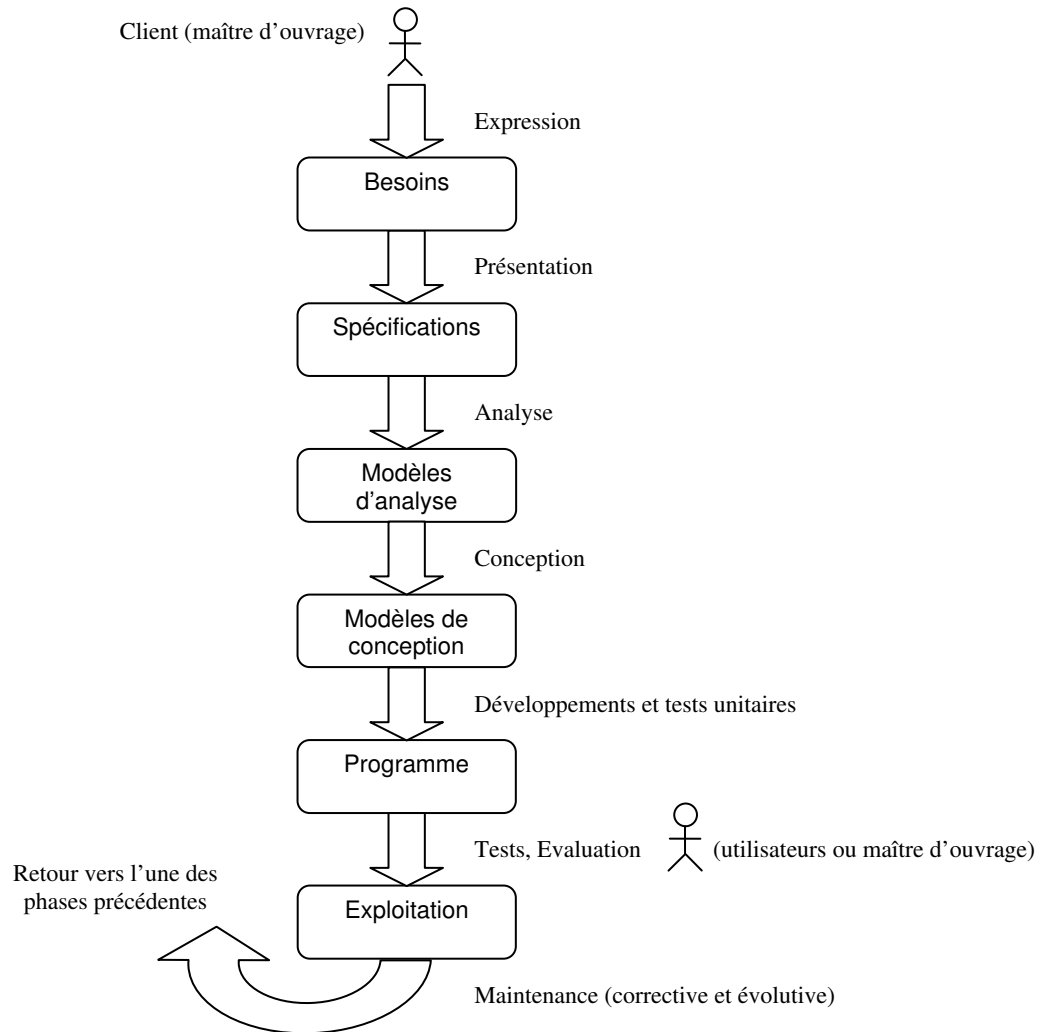 Client (maître d'ouvrage)
Expression
Besoins
Présentation
Spécifications
Analyse
Modèles
d'analyse
Conception
Modèles de
conception
Développements et tests unitaires
Programme
Tests, Evaluation
(utilisateurs ou maître d'ouvrage)
Retour vers l'une des
phases précédentes
Exploitation
Maintenance (corrective et évolutive)